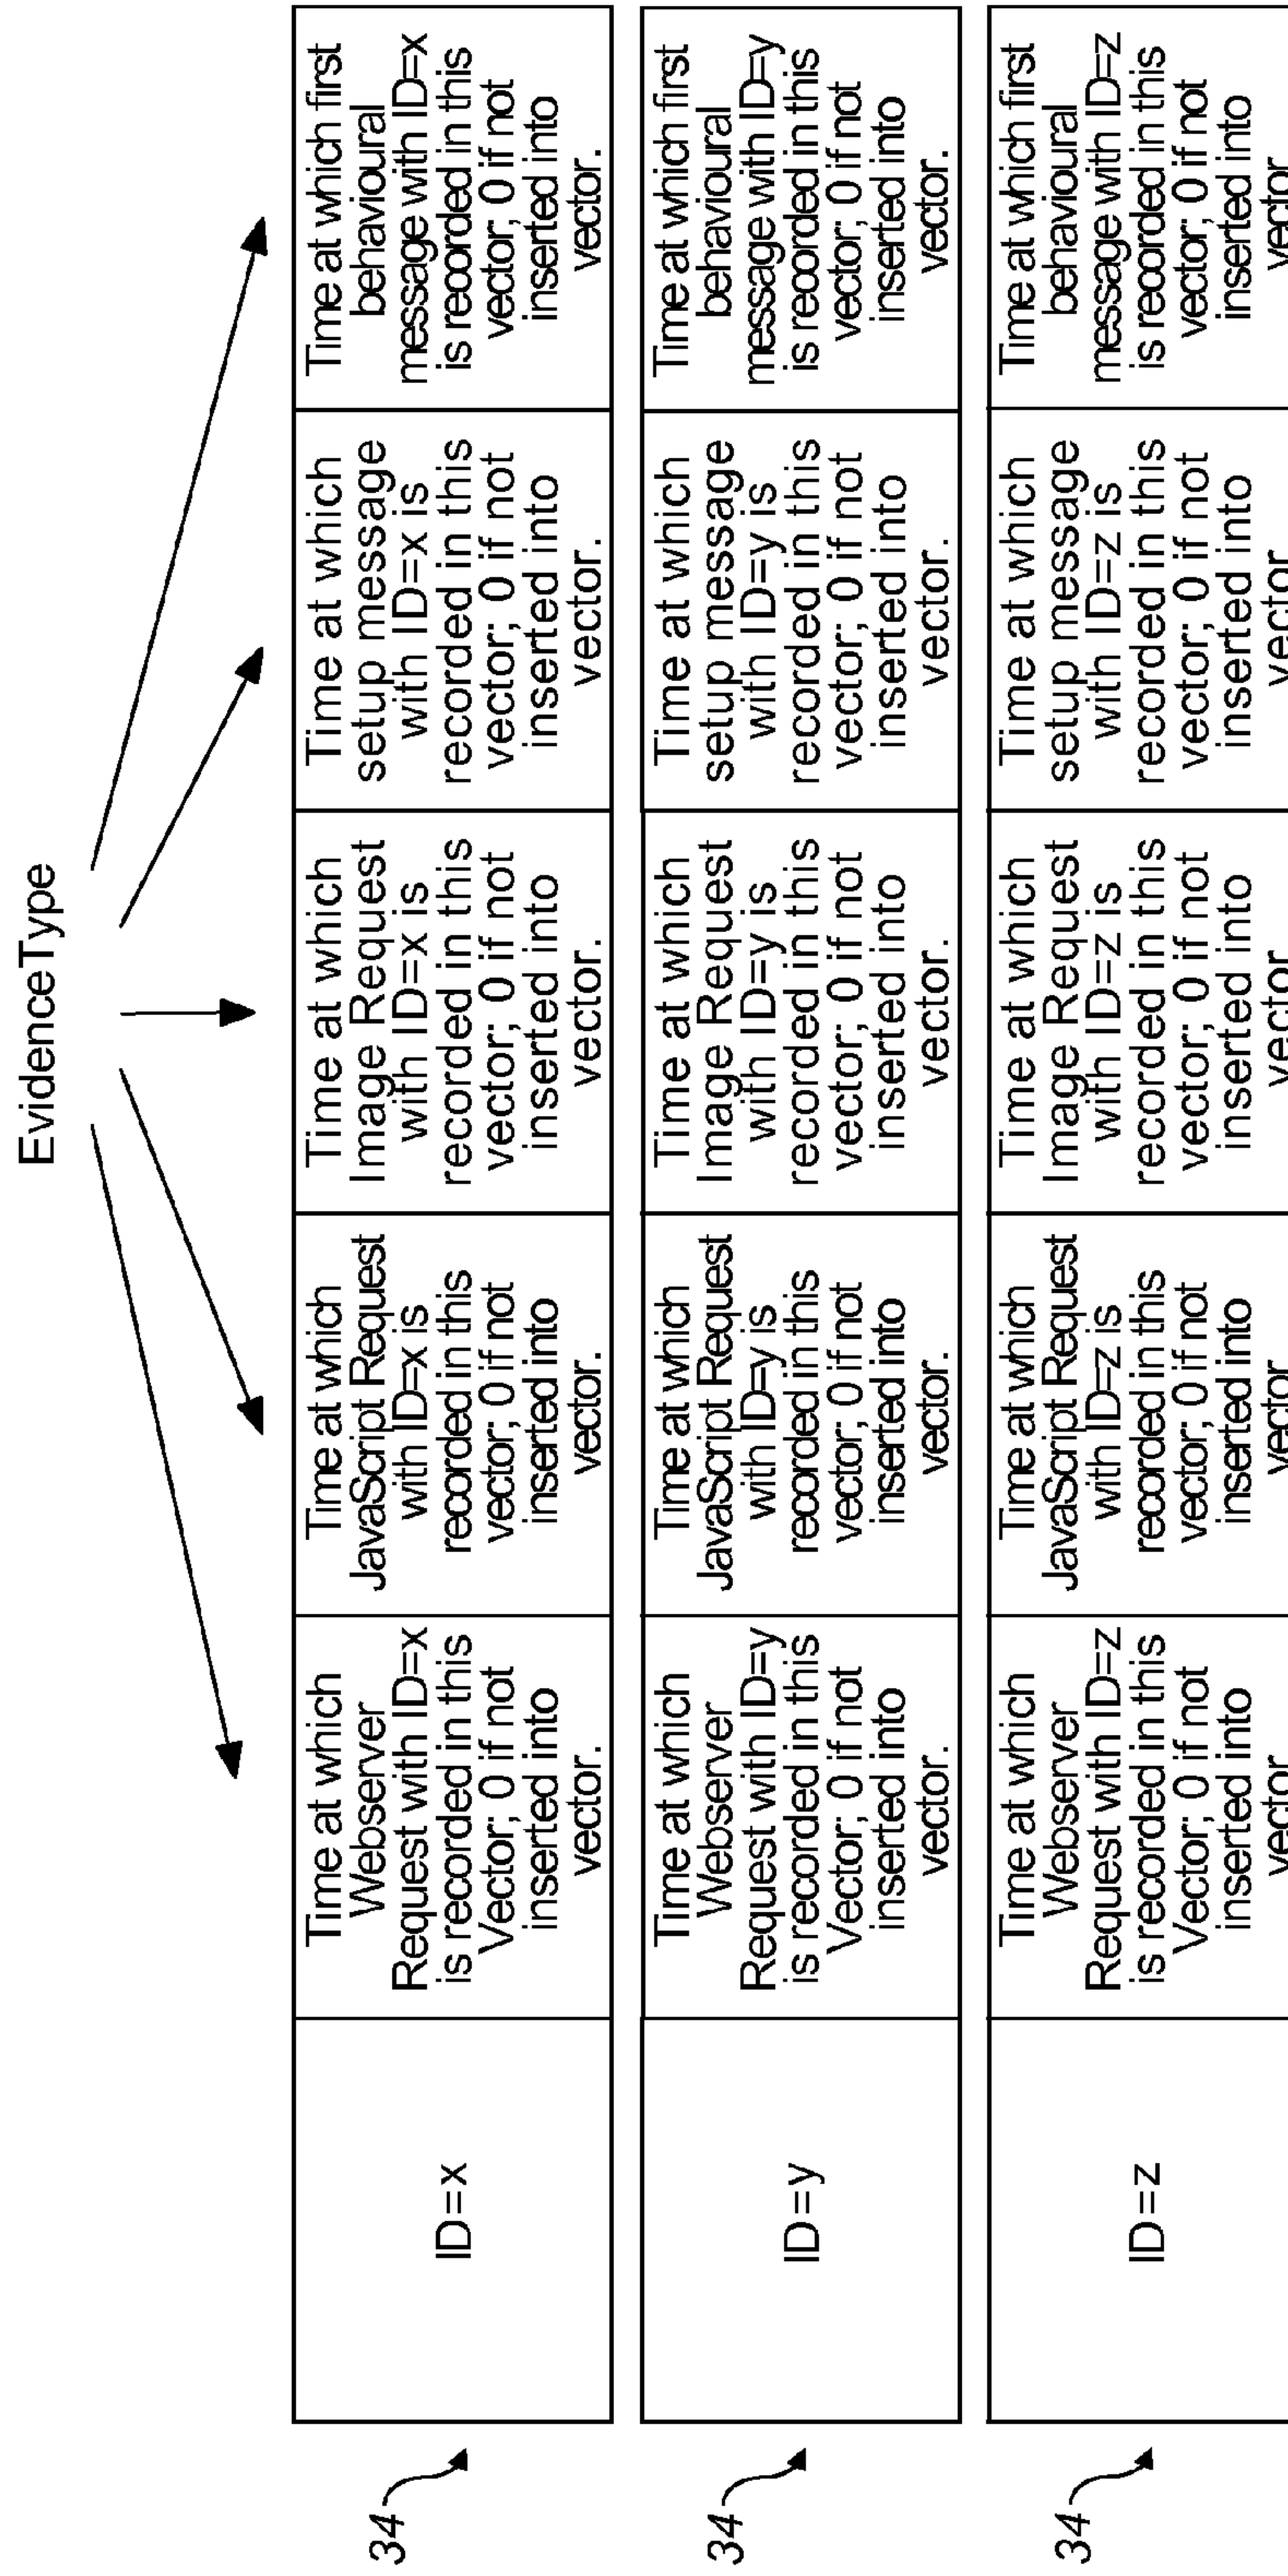 EvidenceType
34
ID=x
Time at which
Webserver
Request with ID=x
is recorded in this
Vector; 0 if not
inserted into
vector.
Time at which
JavaScript Request
with ID=x is
recorded in this
vector; 0 if not
inserted into
vector.
Time at which
Image Request
with ID=x is
recorded in this
vector; 0 if not
inserted into
vector.
Time at which
setup message
with ID=x is
recorded in this
vector; 0 if not
inserted into
vector.
Time at which first
behavioural
message with ID=x
is recorded in this
vector; 0 if not
inserted into
vector.
34
ID=y
Time at which
Webserver
Request with ID=y
is recorded in this
Vector; 0 if not
inserted into
vector.
Time at which
JavaScript Request
with ID=y is
recorded in this
vector; 0 if not
inserted into
vector.
Time at which
Image Request
with ID=y is
recorded in this
vector; 0 if not
inserted into
vector.
Time at which
setup message
with ID=y is
recorded in this
vector; 0 if not
inserted into
vector.
Time at which first
behavioural
message with ID=y
is recorded in this
vector; 0 if not
inserted into
vector.
34
ID=z
Time at which
Webserver
Request with ID=z
is recorded in this
Vector; 0 if not
inserted into
vector
Time at which
JavaScript Request
with ID=z is
recorded in this
vector; 0 if not
inserted into
vector
Time at which
Image Request
with ID=z is
recorded in this
vector; 0 if not
inserted into
vector
Time at which
setup message
with ID=z is
recorded in this
vector; 0 if not
inserted into
vector
Time at which first
behavioural
message with ID=z
is recorded in this
vector; 0 if not
inserted into
vector